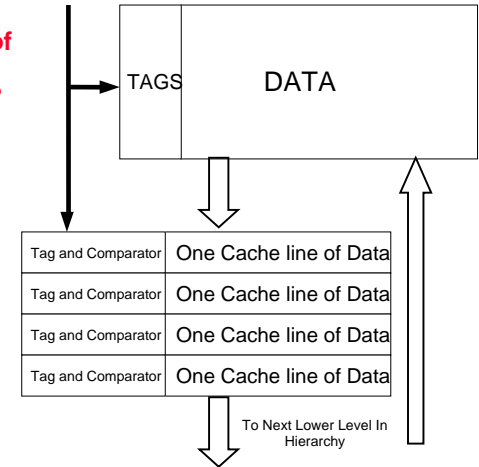 of
TAGS
DATA
Tag and Comparator One Cache line of Data
Tag and Comparator One Cache line of Data
Tag and Comparator One Cache line of Data
Tag and Comparator One Cache line of Data
To Next Lower Level In
Hierarchy